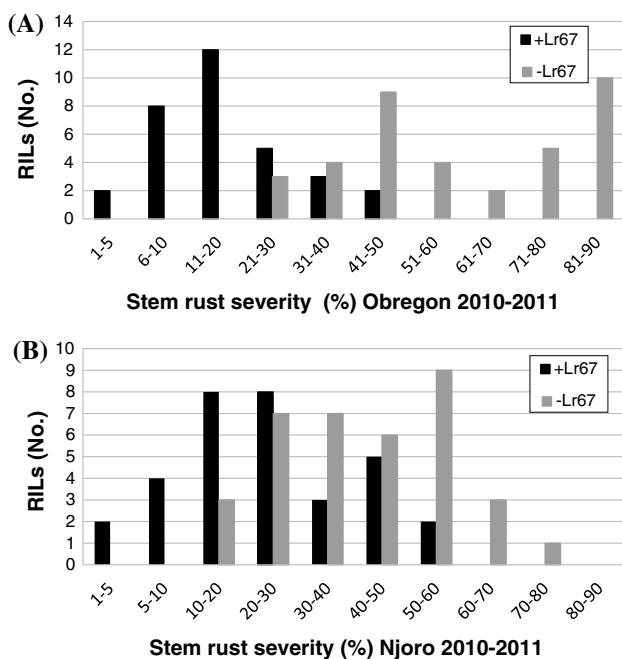 (A)
14
12
10
8
6
4
2
0
RILs (No.)
+Lr67
-Lr67
1-5 6-10 11-20 21-30 31-40 41-50 51-60 61-70 71-80 81-90
Stem rust severity (%) Obregon 2010-2011
(B)
10
9
8
7
6
5
4
3
2
1
0
RILs (No.)
+Lr67
-Lr67
1-5 5-10 10-20 20-30 30-40 40-50 50-60 60-70 70-80 80-90
Stem rust severity (%) Njoro 2010-2011